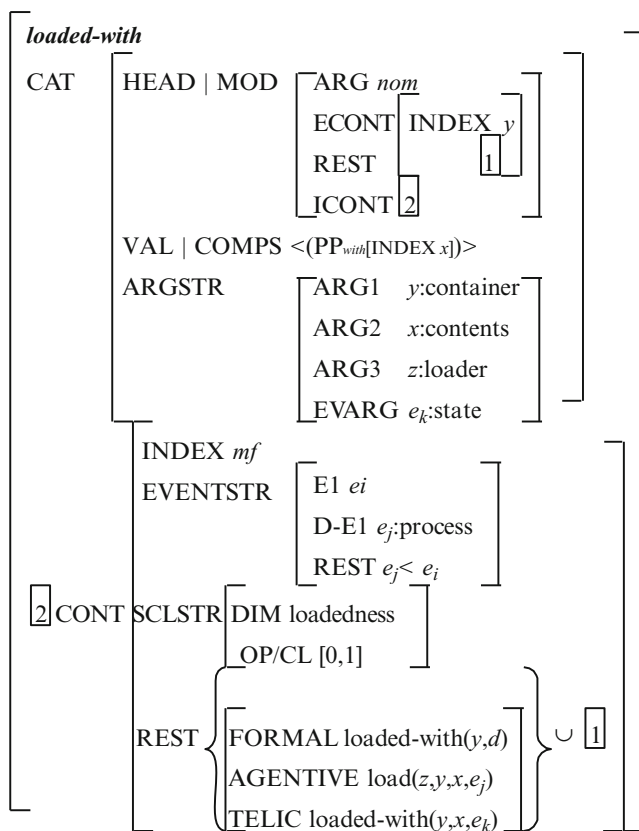 loaded-with
CAT HEAD | MOD ARG nom
ECONT INDEX y
REST 1
ICONT 2
VAL | COMPS <(PPwith[INDEX x])>
ARGSTR ARG1 y:container
ARG2 x:contents
ARG3 z:loader
EVARG ek:state
INDEX mf
EVENTSTR E1 ei
D-E1 ej:process
REST ej< ei
2 CONT SCLSTR DIM loadedness
OP/CL [0,1]
REST { FORMAL loaded-with(y,d) } ∪ 1
AGENTIVE load(z,y,x,ej)
TELIC loaded-with(y,x,ek)